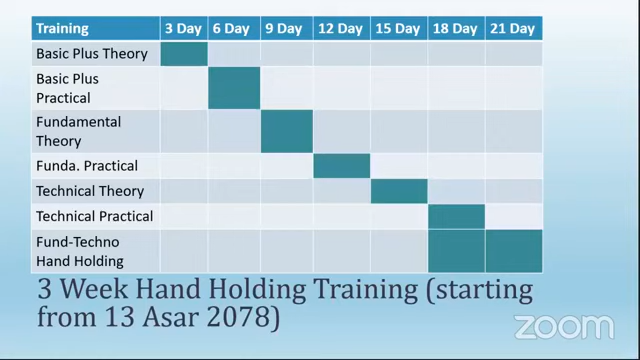 Training 3 Day 6 Day 9 Day 12 Day 15 Day 18 Day 21 Day
Basic Plus Theory
Basic Plus
Practical
Fundamental
Theory
Funda. Practical
Technical Theory
Technical Practical
Fund-Techno
Hand Holding
3 Week Hand Holding Training (starting
from 13 Asar 2078)
zoom